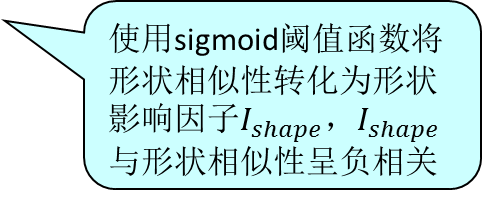 使用sigmoid阈值函数将
形状相似性转化为形状
影响因子I_shape，I_shape
与形状相似性呈负相关